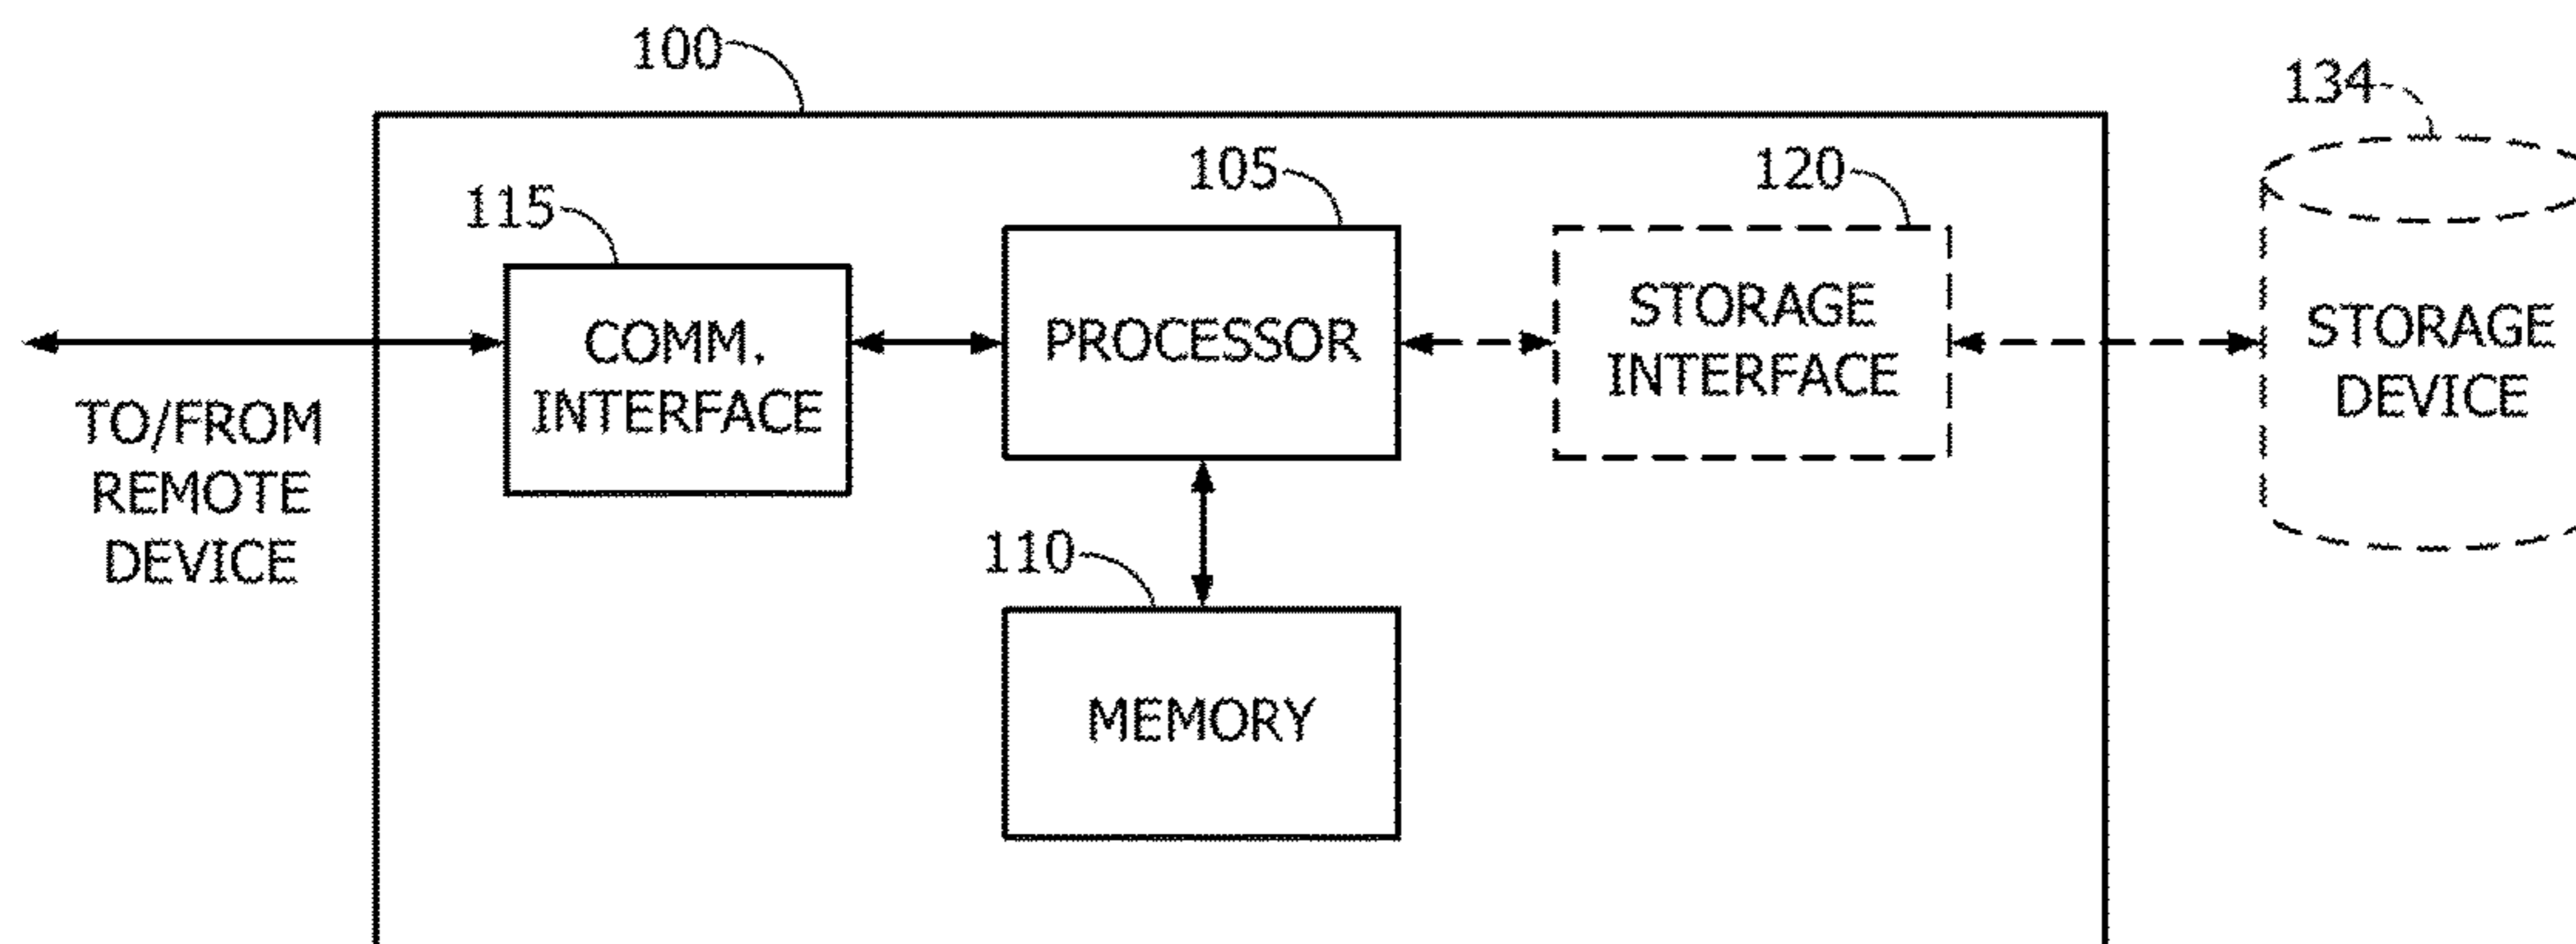 100
134
105
120
115
COMM.
INTERFACE
PROCESSOR
STORAGE
INTERFACE
STORAGE
DEVICE
TO/FROM
REMOTE
DEVICE
110
MEMORY